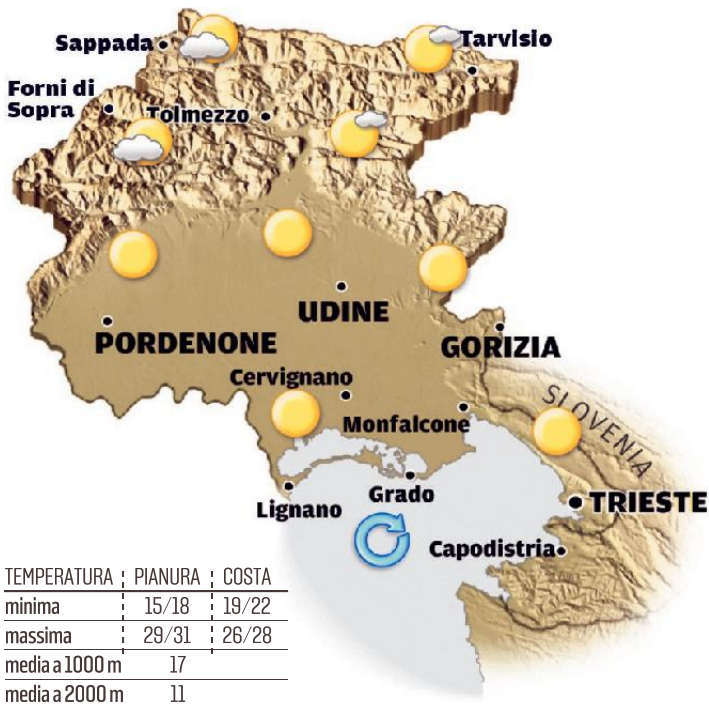 Sappada
Tarvisio
Forni di
Sopra
Tolmezzo
UDINE
PORDENONE
GORIZIA
Cervignano
SLOVENIA
Monfalcone
Lignano
Grado
TRIESTE
Capodistria
TEMPERATURA PIANURA COSTA
minima 15/18 19/22
massima 29/31 26/28
media a 1000 m 17
media a 2000 m 11